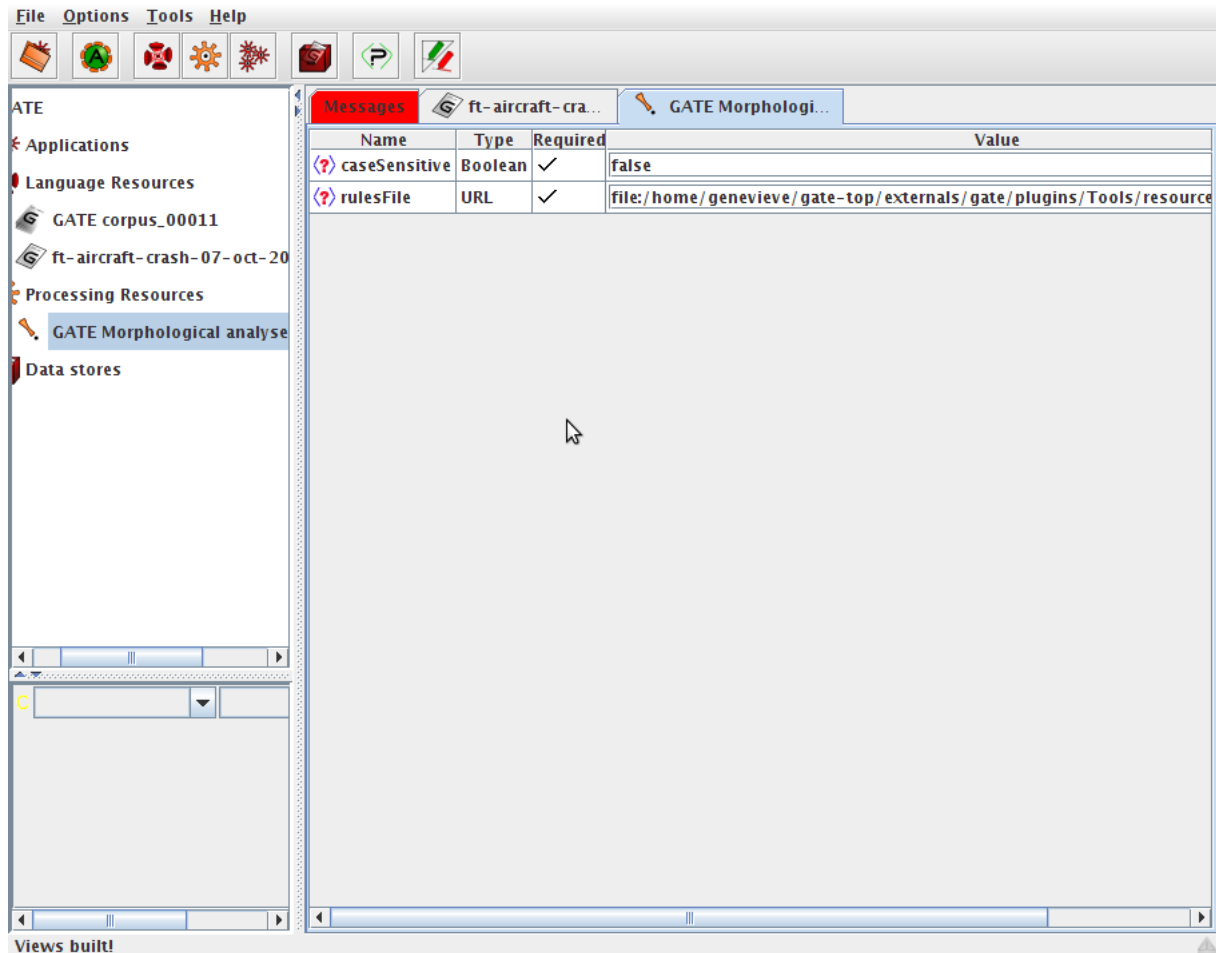 File Options Tools Help
Messages ft-aircraft-cra... GATE Morphologi...
ATE
Applications
Language Resources
GATE corpus_00011
ft-aircraft-crash-07-oct-20
Processing Resources
GATE Morphological analyse
Data stores
Name Type Required Value
caseSensitive Boolean false
rulesFile URL file:/home/genevieve/gate-top/externals/gate/plugins/Tools/resource
C
Views built!